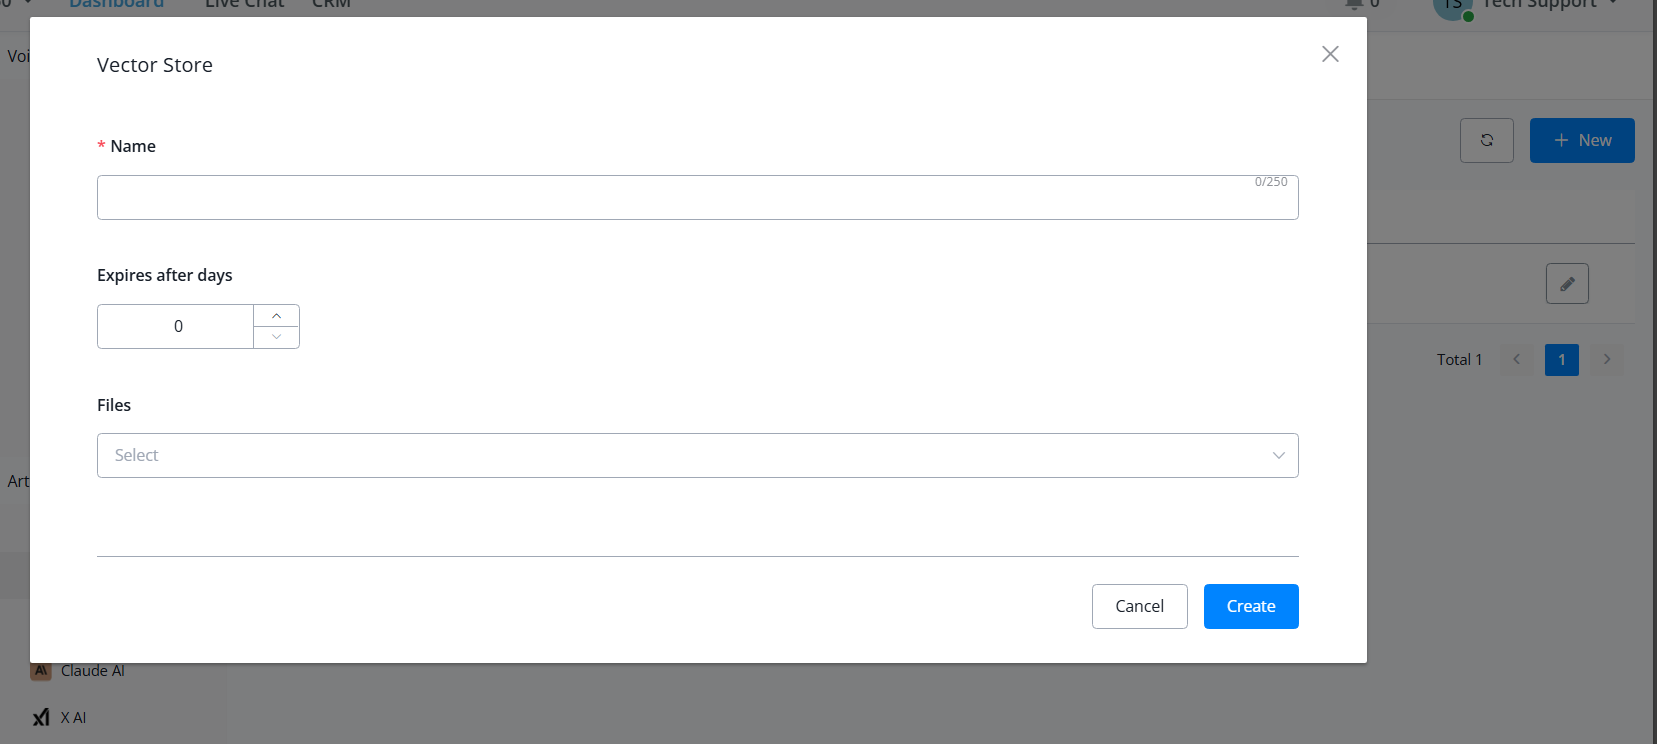 Dashboard Live Chat CRM 0 TS Tech Support
Voi
Vector Store
* Name
0/250
+ New
Expires after days
0
Total 1 < 1 >
Files
Select
Art
Cancel Create
Claude AI
X AI